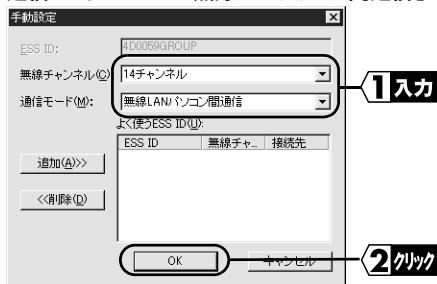 手動設定
ESS ID: 4D0059GROUP
無線チャンネル(C) 14チャンネル
1 入力
通信モード(M): 無線LANパソコン間通信
よく使うESS ID(U):
ESS ID 無線チャ... 接続先
追加(A)>>
<<削除(D)
OK キャンセル
2 クリック